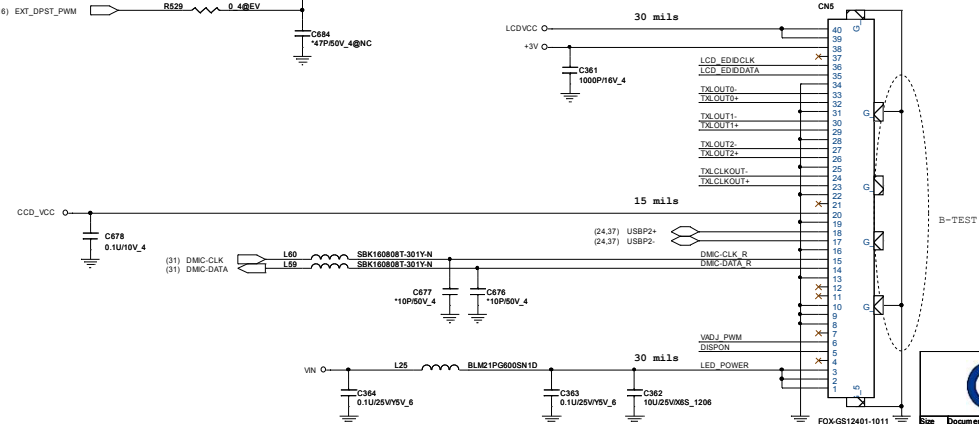 6) EXT_DPST_PWM R529 0_4@EV
C684
*47P/50V_4@NC
LCDVCC 30 mils
+3V
C361
1000P/16V_4
CN5
LCD_EDIDCLK
LCD_EDIDDATA
TXLOUT0-
TXLOUT0+
TXLOUT1-
TXLOUT1+
TXLOUT2-
TXLOUT2+
TXLCLKOUT-
TXLCLKOUT+
40
39
38
37
36
35
34
33
32
31
30
29
28
27
26
25
24
23
22
21
20
19
18
17
16
15
14
13
12
11
10
9
8
7
6
5
4
3
2
1
G_
G_
G_
G_
G_
B-TEST
CCD_VCC 15 mils
C678
0.1U/10V_4
(24,37) USBP2+
(24,37) USBP2-
(31) DMIC-CLK L60 SBK160808T-301Y-N DMIC-CLK_R
(31) DMIC-DATA L59 SBK160808T-301Y-N DMIC-DATA_R
C677
*10P/50V_4
C676
*10P/50V_4
VADJ_PWM
DISPON
VIN L25 BLM21PG600SN1D 30 mils LED_POWER
C364
0.1U/25V/Y5V_6
C363
0.1U/25V/Y5V_6
C362
10U/25V/X6S_1206
FOX-GS12401-1011
Size Docume